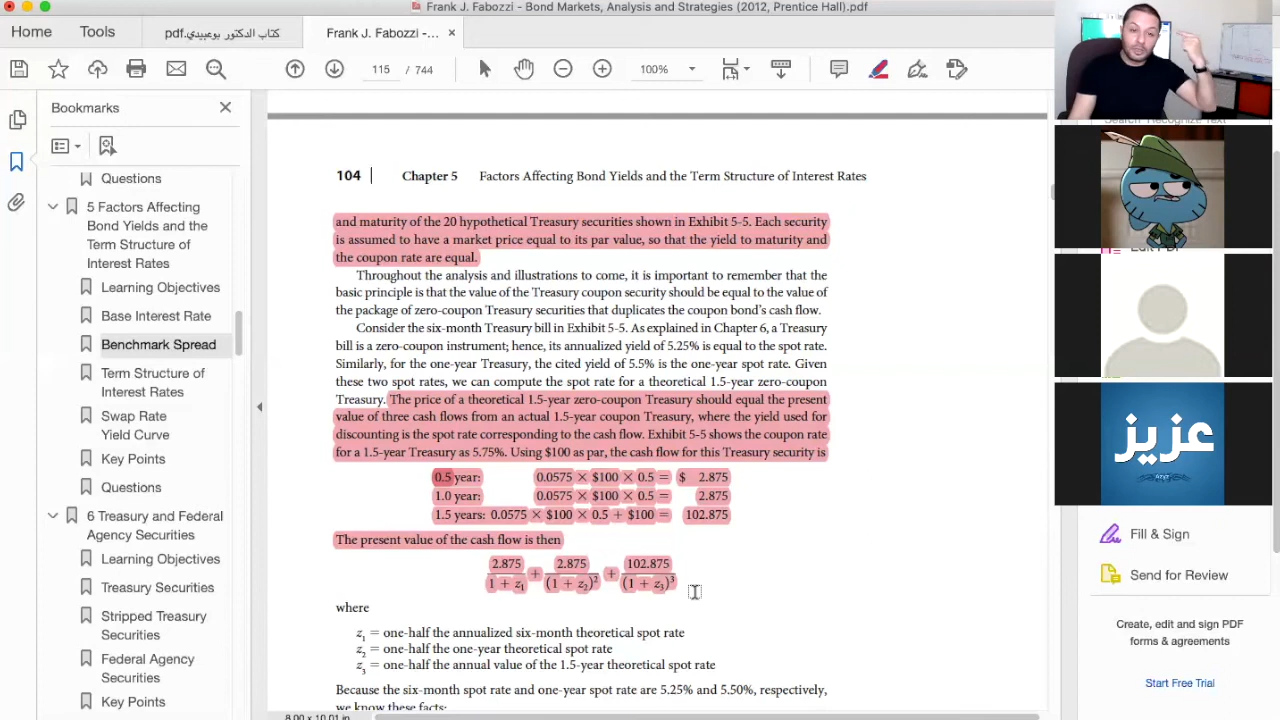 Frank J. Fabozzi - Bond Markets, Analysis and Strategies (2012, Prentice Hall).pdf
Home
Tools
كتاب الدكتور بوعبيدي.pdf
Frank J. Fabozzi -... ×
115 / 744
100%
Bookmarks
Questions
5 Factors Affecting
Bond Yields and the
Term Structure of
Interest Rates
Learning Objectives
Base Interest Rate
Benchmark Spread
Term Structure of
Interest Rates
Swap Rate
Yield Curve
Key Points
Questions
6 Treasury and Federal
Agency Securities
Learning Objectives
Treasury Securities
Stripped Treasury
Securities
Federal Agency
Securities
Key Points
104 | Chapter 5 Factors Affecting Bond Yields and the Term Structure of Interest Rates
and maturity of the 20 hypothetical Treasury securities shown in Exhibit 5-5. Each security
is assumed to have a market price equal to its par value, so that the yield to maturity and
the coupon rate are equal.
Throughout the analysis and illustrations to come, it is important to remember that the
basic principle is that the value of the Treasury coupon security should be equal to the value of
the package of zero-coupon Treasury securities that duplicates the coupon bond's cash flow.
Consider the six-month Treasury bill in Exhibit 5-5. As explained in Chapter 6, a Treasury
bill is a zero-coupon instrument; hence, its annualized yield of 5.25% is equal to the spot rate.
Similarly, for the one-year Treasury, the cited yield of 5.5% is the one-year spot rate. Given
these two spot rates, we can compute the spot rate for a theoretical 1.5-year zero-coupon
Treasury. The price of a theoretical 1.5-year zero-coupon Treasury should equal the present
value of three cash flows from an actual 1.5-year coupon Treasury, where the yield used for
discounting is the spot rate corresponding to the cash flow. Exhibit 5-5 shows the coupon rate
for a 1.5-year Treasury as 5.75%. Using $100 as par, the cash flow for this Treasury security is
0.5 year: 0.0575 × $100 × 0.5 = $ 2.875
1.0 year: 0.0575 × $100 × 0.5 = 2.875
1.5 years: 0.0575 × $100 × 0.5 + $100 = 102.875
The present value of the cash flow is then
2.875 2.875 102.875
1 + z₁ + (1 + z₂)² + (1 + z₃)³
where
z₁ = one-half the annualized six-month theoretical spot rate
z₂ = one-half the one-year theoretical spot rate
z₃ = one-half the annual value of the 1.5-year theoretical spot rate
Because the six-month spot rate and one-year spot rate are 5.25% and 5.50%, respectively,
we know these facts:
8.00 x 10.01 in
عزيز
Azyz
Fill & Sign
Send for Review
Create, edit and sign PDF
forms & agreements
Start Free Trial